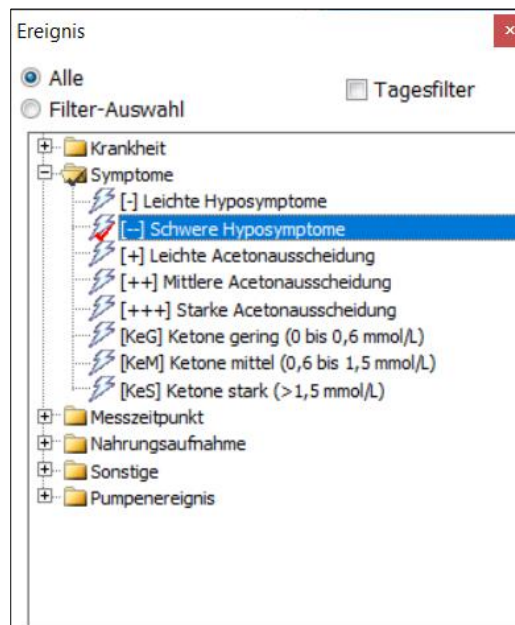 Ereignis
Alle
Tagesfilter
Filter-Auswahl
Krankheit
Symptome
[-] Leichte Hyposymptome
[--] Schwere Hyposymptome
[+] Leichte Acetonausscheidung
[++] Mittlere Acetonausscheidung
[+++] Starke Acetonausscheidung
[KeG] Ketone gering (0 bis 0,6 mmol/L)
[KeM] Ketone mittel (0,6 bis 1,5 mmol/L)
[KeS] Ketone stark (>1,5 mmol/L)
Messzeitpunkt
Nahrungsaufnahme
Sonstige
Pumpenereignis